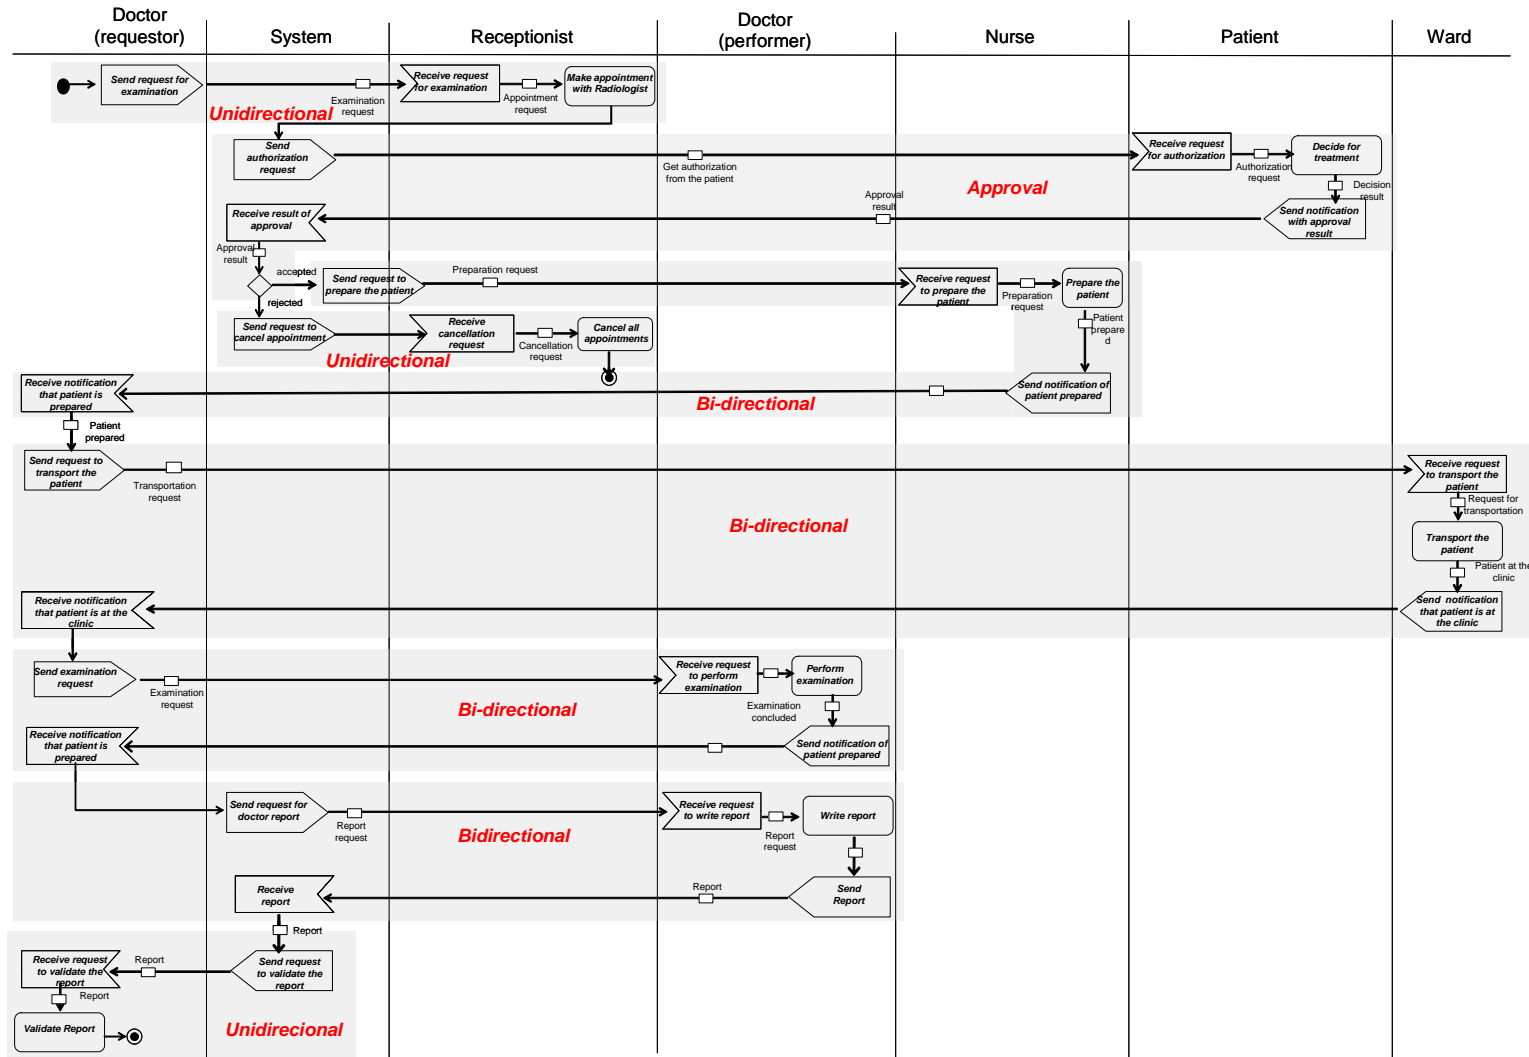 Doctor
(requestor)
System
Receptionist
Doctor
(performer)
Nurse
Patient
Ward
Send request for
examination
Examination
request
Receive request
for examination
Appointment
request
Make appointment
with Radiologist
Unidirectional
Send
authorization
request
Get authorization
from the patient
Receive request
for authorization
Authorization
request
Decide for
treatment
Approval
Decision
result
Receive result of
approval
Approval
result
Send notification
with approval
result
Approval
result
accepted
rejected
Send request to
prepare the patient
Preparation request
Receive request
to prepare the
patient
Preparation
request
Prepare the
patient
Send request to
cancel appointment
Receive
cancellation
request
Cancellation
request
Cancel all
appointments
Unidirectional
Patient
prepare
d
Receive notification
that patient is
prepared
Send notification of
patient prepared
Bi-directional
Patient
prepared
Send request to
transport the
patient
Transportation
request
Receive request
to transport the
patient
Request for
transportation
Bi-directional
Transport the
patient
Patient at the
clinic
Receive notification
that patient is at the
clinic
Send notification
that patient is at
the clinic
Send examination
request
Examination
request
Receive request
to perform
examination
Perform
examination
Bi-directional
Examination
concluded
Receive notification
that patient is
prepared
Send notification of
patient prepared
Send request for
doctor report
Report
request
Bidirectional
Receive request
to write report
Report
request
Write report
Receive
report
Report
Send
Report
Report
Receive request
to validate the
report
Report
Send request
to validate the
report
Report
Validate Report
Unidirecional